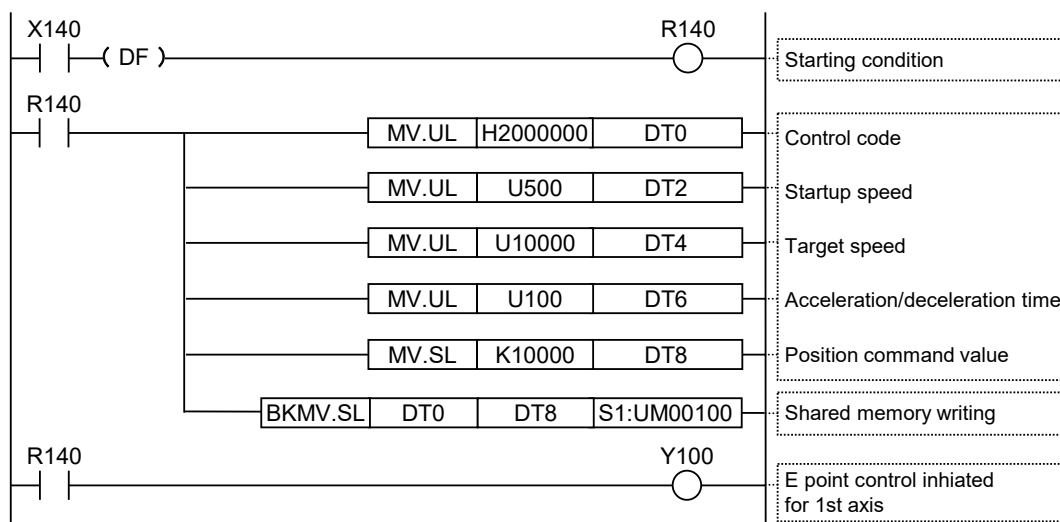 X140 R140
( DF ) Starting condition
R140
MV.UL H2000000 DT0 Control code
MV.UL U500 DT2 Startup speed
MV.UL U10000 DT4 Target speed
MV.UL U100 DT6 Acceleration/deceleration time
MV.SL K10000 DT8 Position command value
BKMV.SL DT0 DT8 S1:UM00100 Shared memory writing
R140 Y100
E point control inhiated
for 1st axis